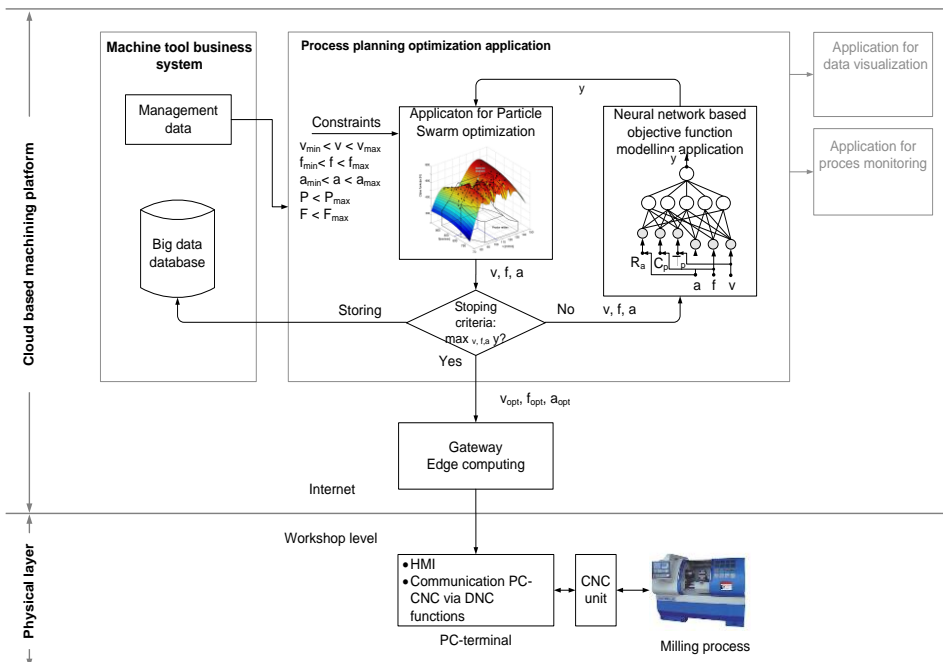 Cloud based machining platform
Physical layer
Machine tool business
system
Management
data
Big data
database
Process planning optimization application
Constraints
vmin < v < vmax
fmin < f < fmax
amin< a < amax
P < Pmax
F < Fmax
Applicaton for Particle
Swarm optimization
y
Neural network based
objective function
modelling application
y
Ra
Cp
Tp
a
f
v
v, f, a
Stoping
criteria:
max v, f,a y?
Storing
No
v, f, a
Yes
Application for
data visualization
Application for
proces monitoring
vopt, fopt, aopt
Gateway
Edge computing
Internet
Workshop level
•HMI
•Communication PC-
CNC via DNC
functions
PC-terminal
CNC
unit
Milling process